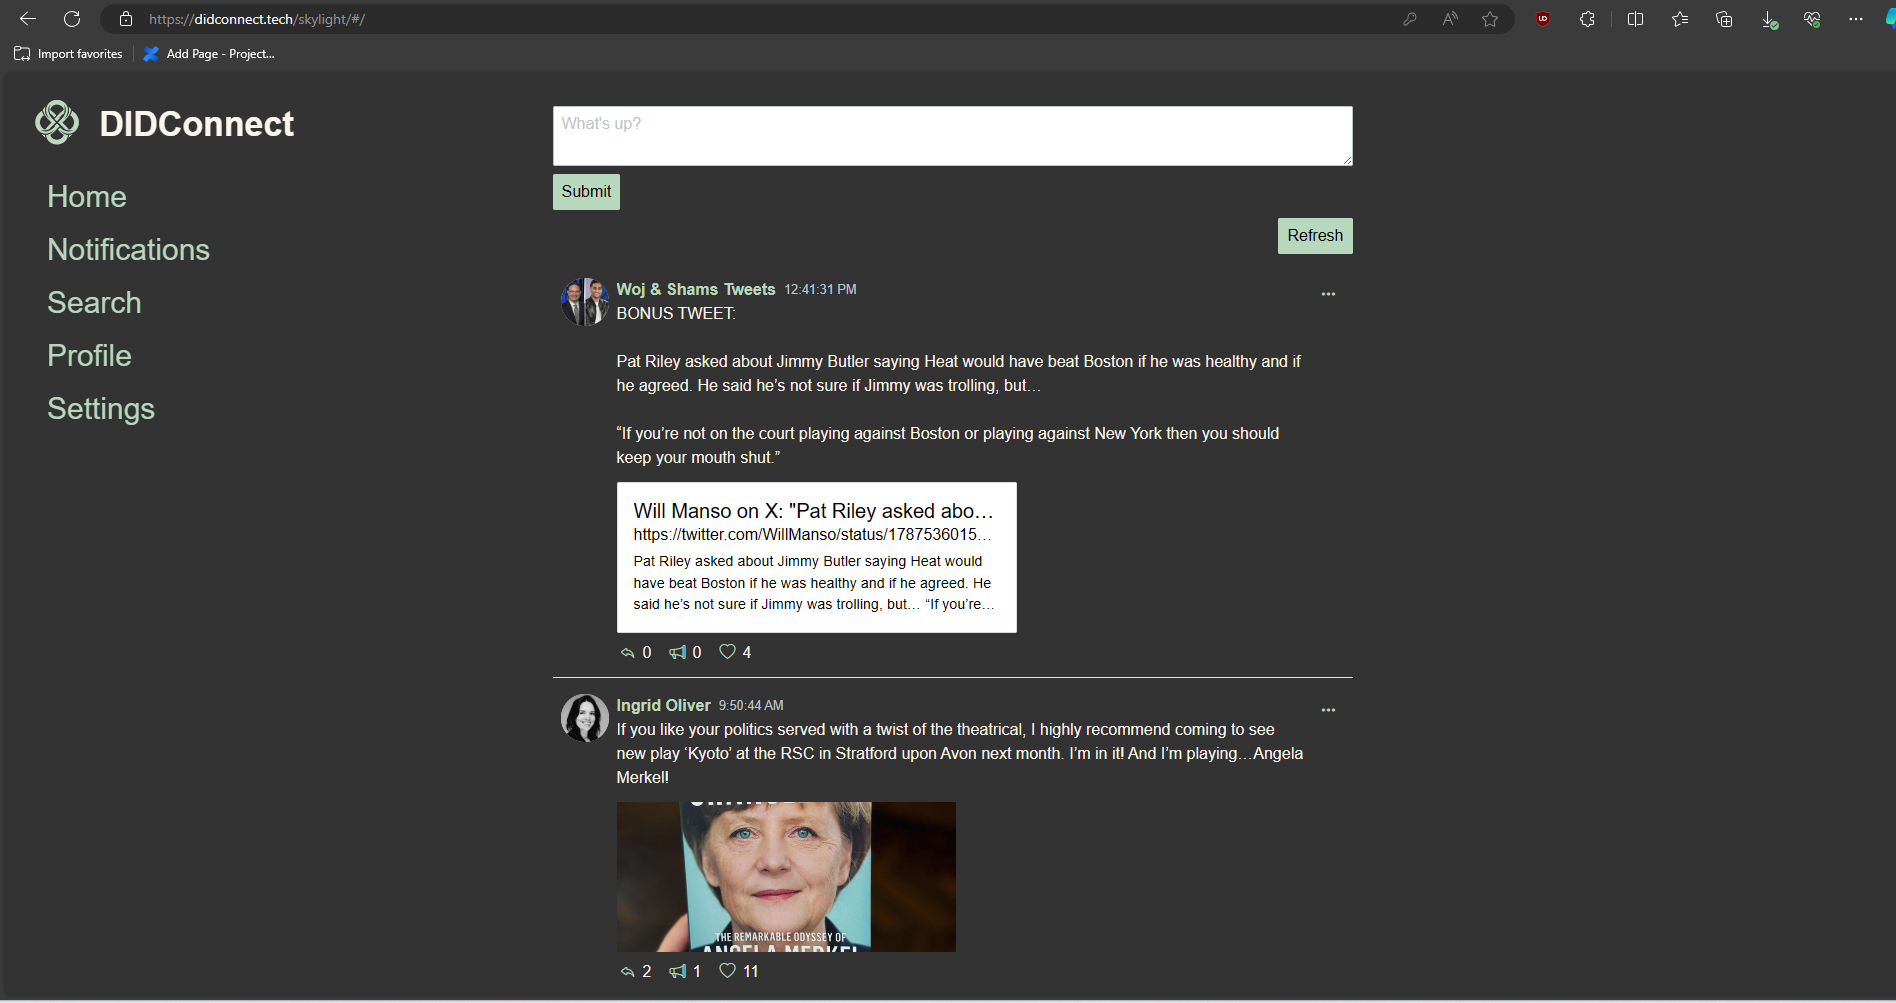 https://didconnect.tech/skylight/#/
Import favorites
Add Page - Project...
DIDConnect
Home
Notifications
Search
Profile
Settings
What's up?
Submit
Refresh
Woj & Shams Tweets 12:41:31 PM
BONUS TWEET:
Pat Riley asked about Jimmy Butler saying Heat would have beat Boston if he was healthy and if
he agreed. He said he’s not sure if Jimmy was trolling, but…
“If you’re not on the court playing against Boston or playing against New York then you should
keep your mouth shut.”
Will Manso on X: "Pat Riley asked abo…
https://twitter.com/WillManso/status/1787536015…
Pat Riley asked about Jimmy Butler saying Heat would
have beat Boston if he was healthy and if he agreed. He
said he’s not sure if Jimmy was trolling, but… “If you’re…
0 0 4
Ingrid Oliver 9:50:44 AM
If you like your politics served with a twist of the theatrical, I highly recommend coming to see
new play ‘Kyoto’ at the RSC in Stratford upon Avon next month. I’m in it! And I’m playing…Angela
Merkel!
THE REMARKABLE ODYSSEY OF
ANGELA MERKEL
2 1 11